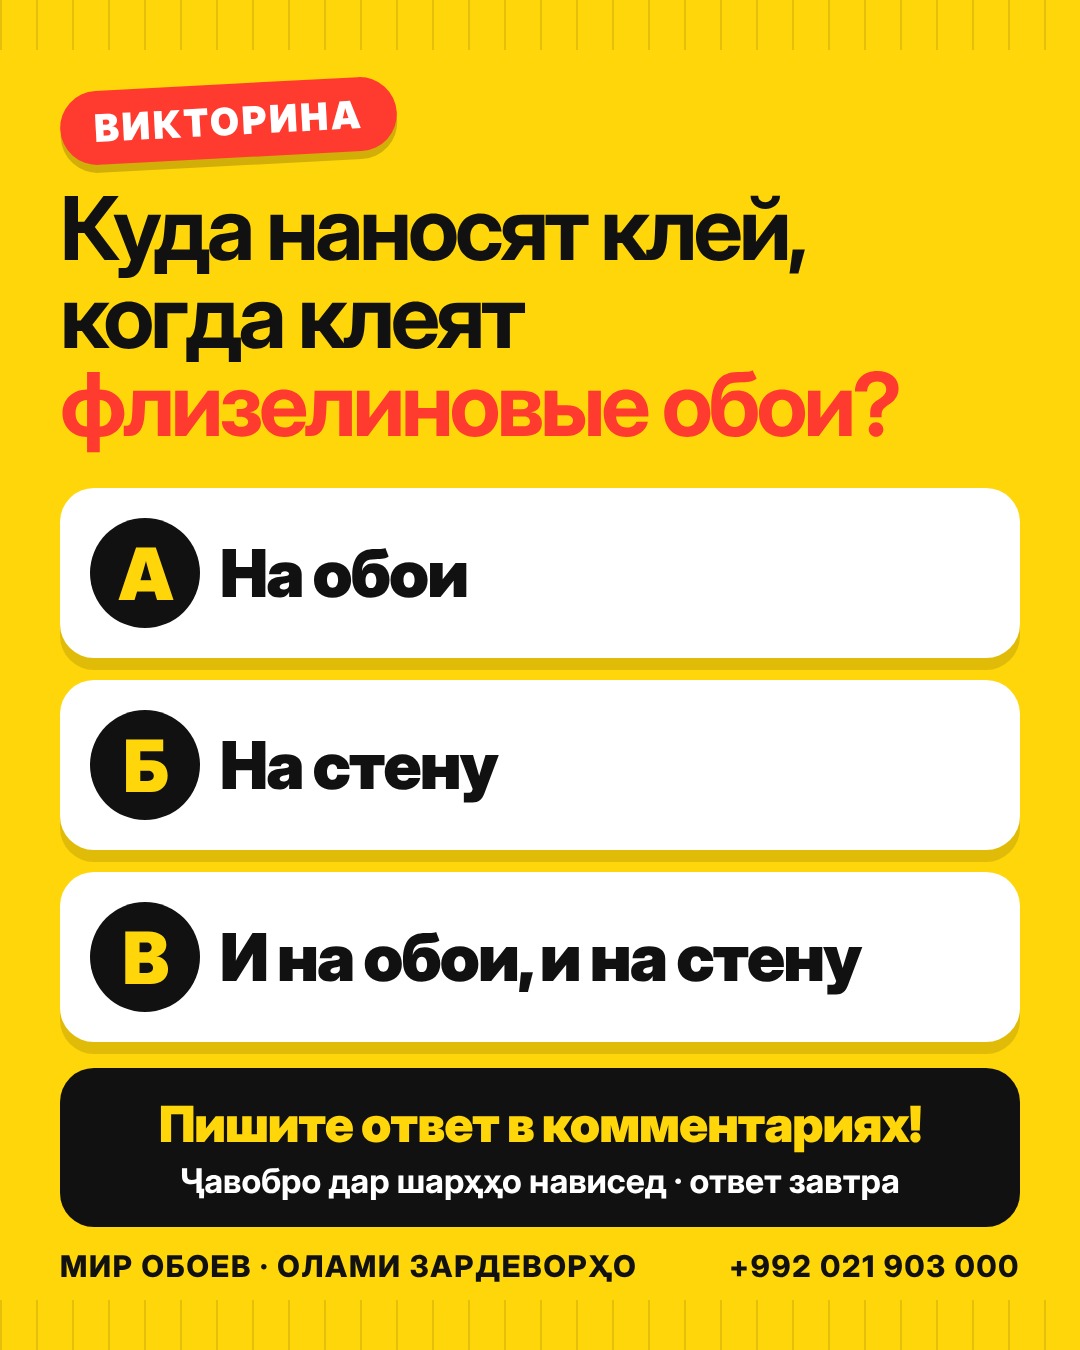 ВИКТОРИНА
Куда наносят клей,
когда клеят
флизелиновые обои?
А На обои
Б На стену
В И на обои, и на стену
Пишите ответ в комментариях!
Ҷавобро дар шарҳҳо нависед · ответ завтра
МИР ОБОЕВ · ОЛАМИ ЗАРДЕВОРҲО +992 021 903 000